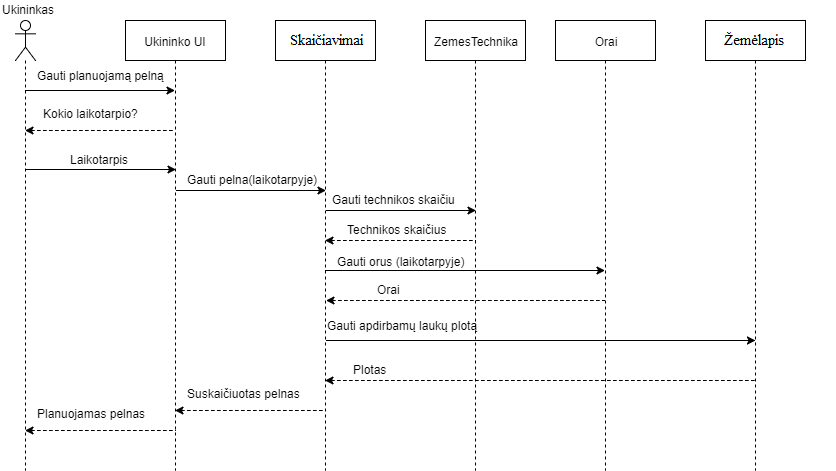 Ukininkas
Ukininko UI
Skaičiavimai
ZemesTechnika
Orai
Žemėlapis
Gauti planuojamą pelną
Kokio laikotarpio?
Laikotarpis
Gauti pelna(laikotarpyje)
Gauti technikos skaičiu
Technikos skaičius
Gauti orus (laikotarpyje)
Orai
Gauti apdirbamų laukų plotą
Plotas
Suskaičiuotas pelnas
Planuojamas pelnas